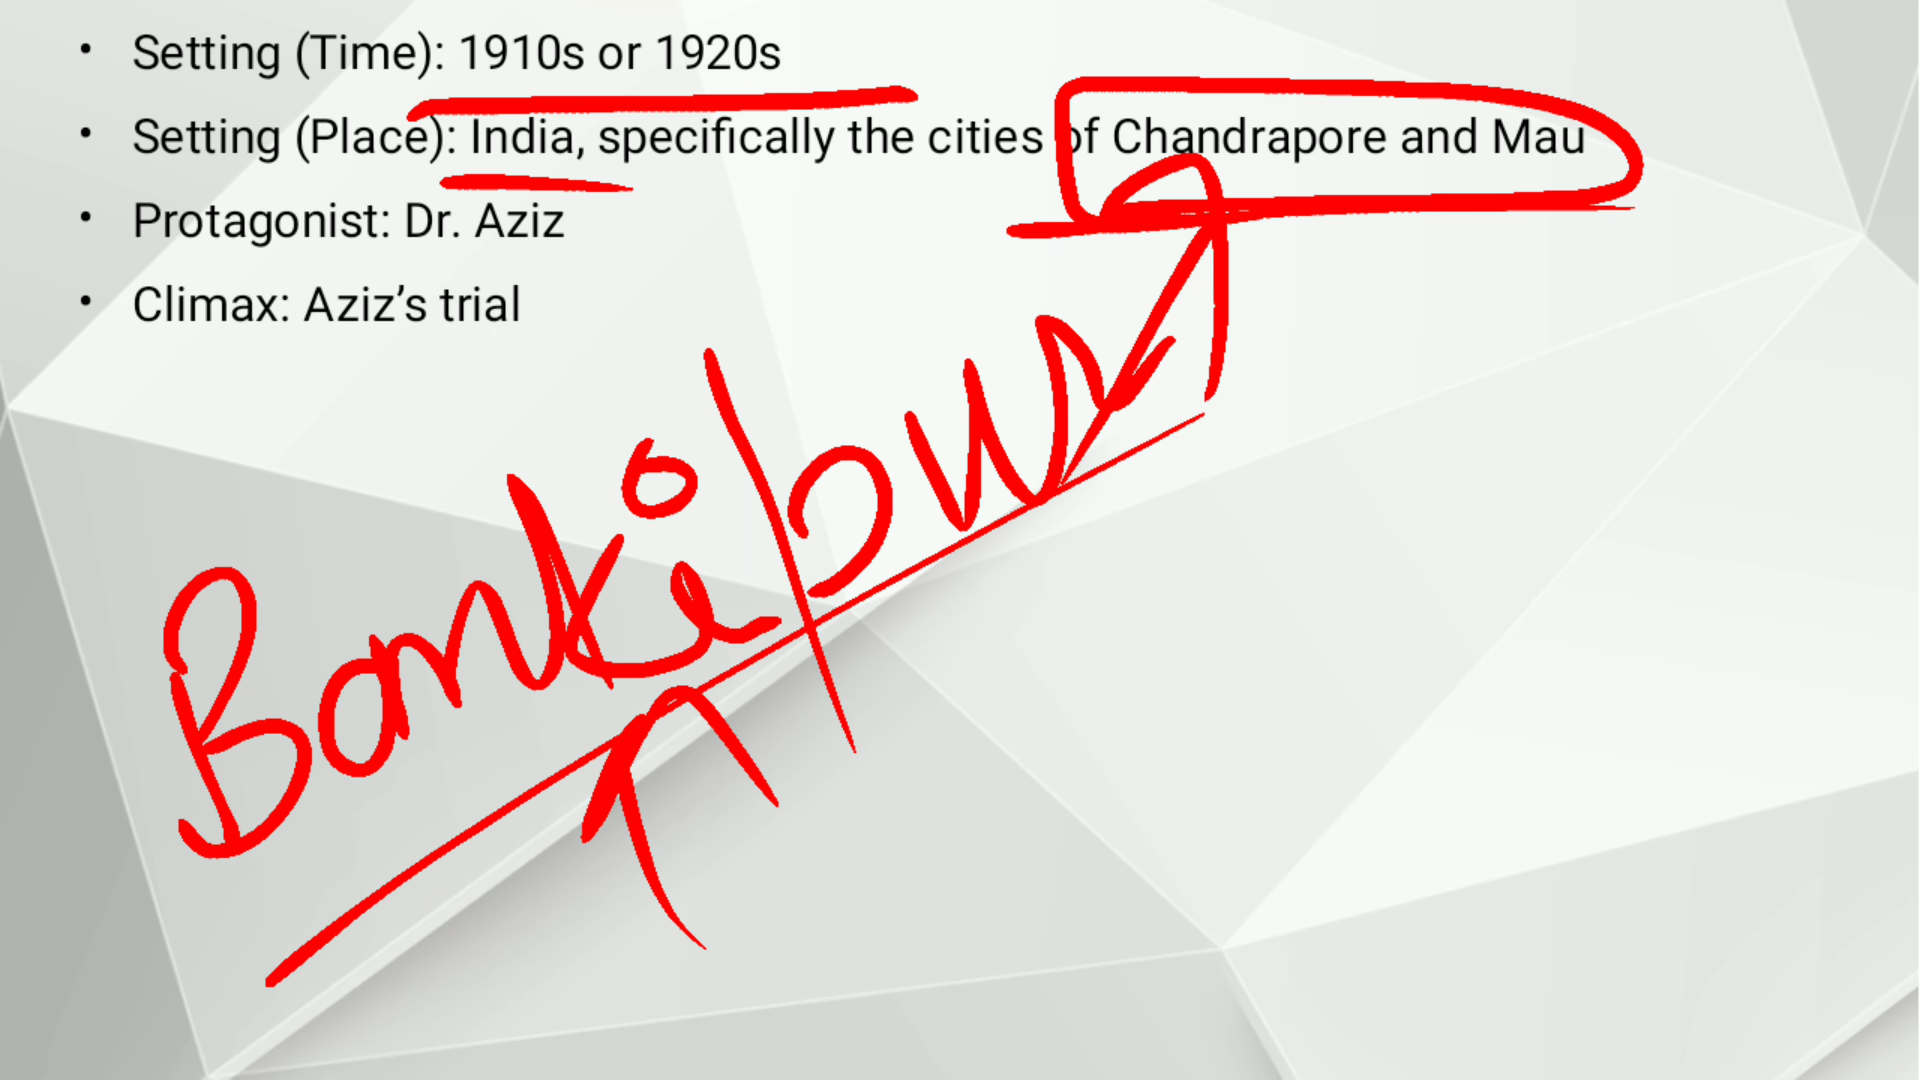 • Setting (Time): 1910s or 1920s
• Setting (Place): India, specifically the cities of Chandrapore and Mau
• Protagonist: Dr. Aziz
• Climax: Aziz’s trial
Bankipur